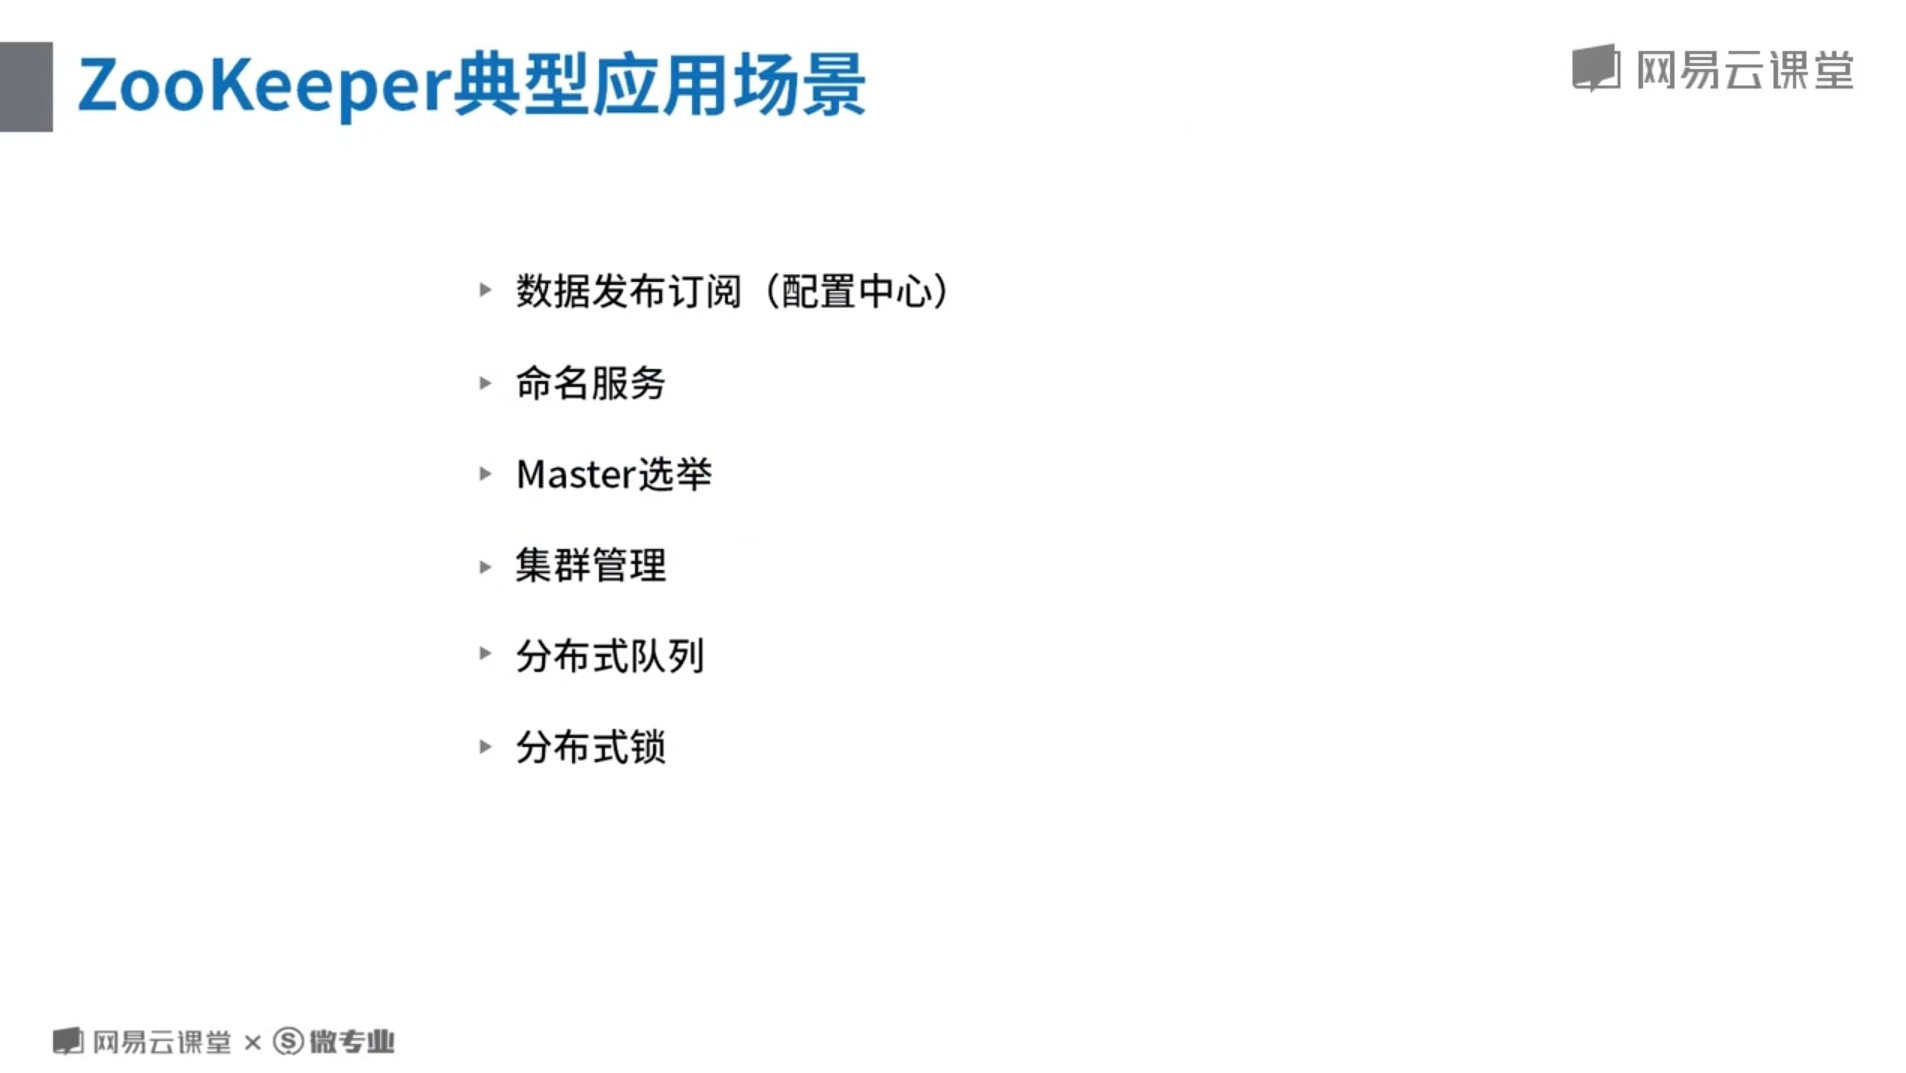 ZooKeeper典型应用场景
网易云课堂
数据发布订阅（配置中心）
命名服务
Master选举
集群管理
分布式队列
分布式锁
网易云课堂 × 微专业